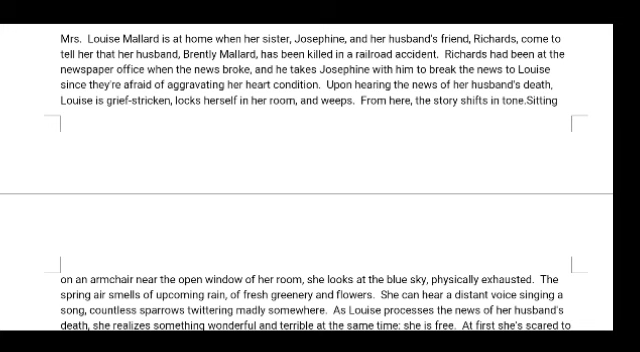 Mrs.  Louise Mallard is at home when her sister, Josephine, and her husband's friend, Richards, come to
tell her that her husband, Brently Mallard, has been killed in a railroad accident.  Richards had been at the
newspaper office when the news broke, and he takes Josephine with him to break the news to Louise
since they're afraid of aggravating her heart condition.  Upon hearing the news of her husband's death,
Louise is grief-stricken, locks herself in her room, and weeps.  From here, the story shifts in tone.Sitting
on an armchair near the open window of her room, she looks at the blue sky, physically exhausted.  The
spring air smells of upcoming rain, of fresh greenery and flowers.  She can hear a distant voice singing a
song, countless sparrows twittering madly somewhere.  As Louise processes the news of her husband's
death, she realizes something wonderful and terrible at the same time: she is free.  At first she's scared to